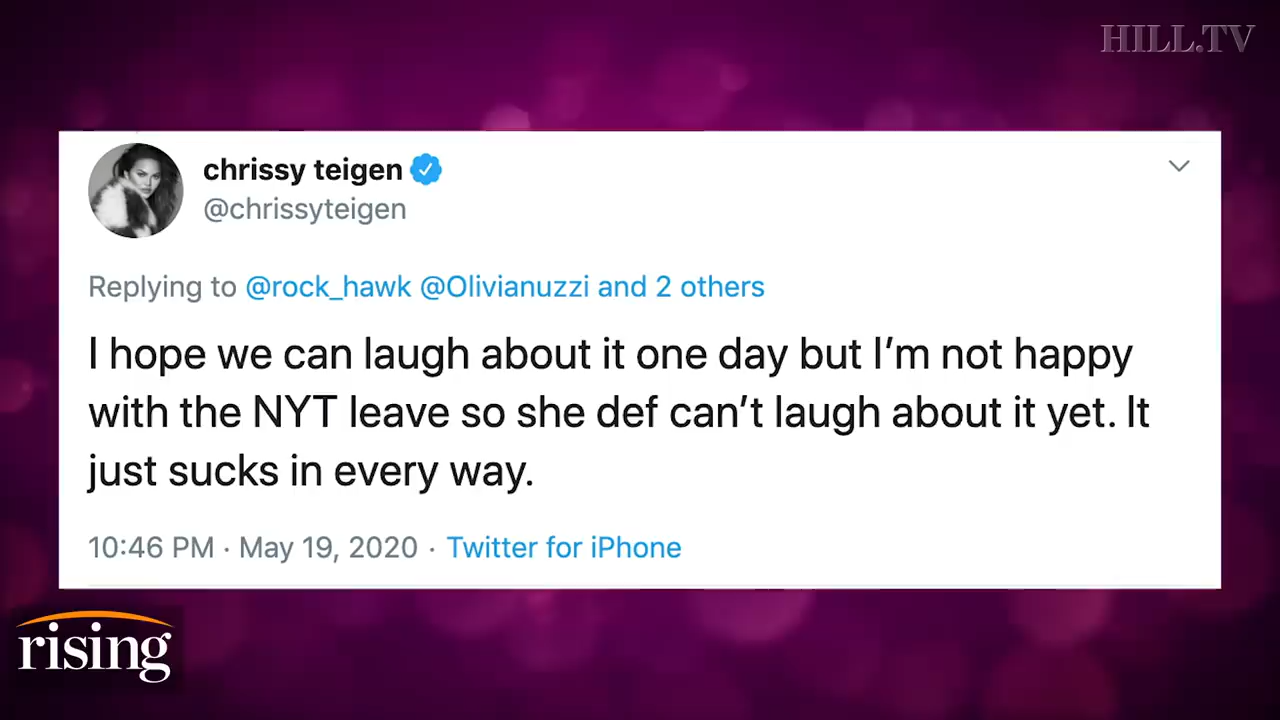 HILL.TV
chrissy teigen
@chrissyteigen
Replying to @rock_hawk @Olivianuzzi and 2 others
I hope we can laugh about it one day but I’m not happy
with the NYT leave so she def can’t laugh about it yet. It
just sucks in every way.
10:46 PM · May 19, 2020 · Twitter for iPhone
rising